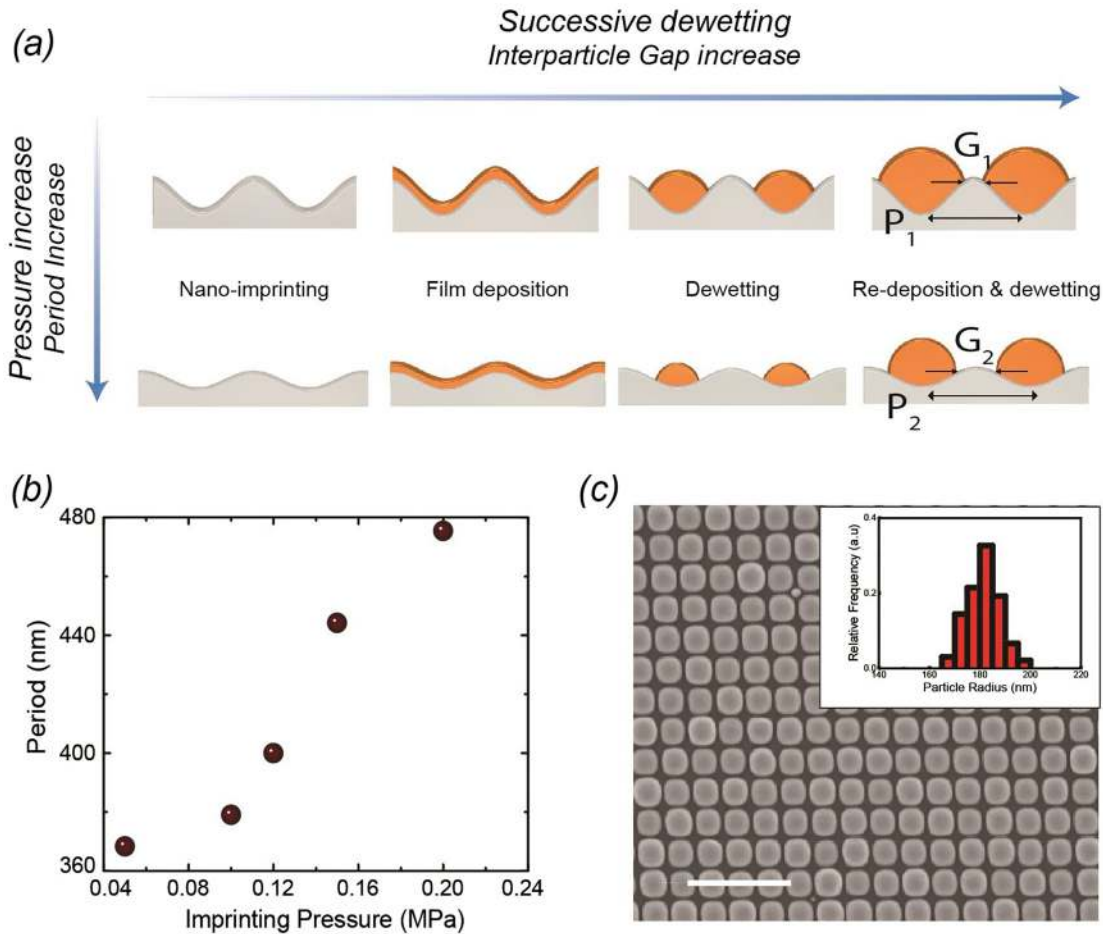 (a)
Successive dewetting
Interparticle Gap increase
Pressure increase
Period Increase
G1
P1
Nano-imprinting
Film deposition
Dewetting
Re-deposition & dewetting
G2
P2
(b)
480
440
400
360
Period (nm)
0.04 0.08 0.12 0.16 0.20 0.24
Imprinting Pressure (MPa)
(c)
0.4
0.2
0.0
Relative Frequency (a.u)
140 160 180 200 220
Particle Radius (nm)